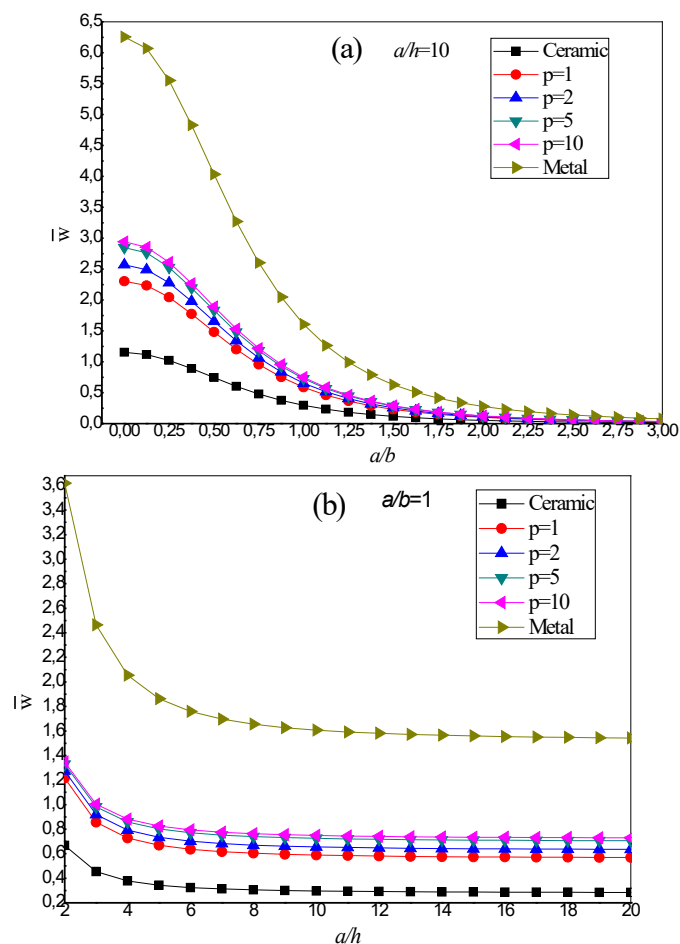 6,5
(a)
a/h=10
Ceramic
p=1
p=2
p=5
p=10
Metal
6,0
5,5
5,0
4,5
4,0
3,5
3,0
2,5
2,0
1,5
1,0
0,5
0,0
w
0,00 0,25 0,50 0,75 1,00 1,25 1,50 1,75 2,00 2,25 2,50 2,75 3,00
a/b
(b)
a/b=1
Ceramic
p=1
p=2
p=5
p=10
Metal
3,6
3,4
3,2
3,0
2,8
2,6
2,4
2,2
2,0
1,8
1,6
1,4
1,2
1,0
0,8
0,6
0,4
0,2
w
2 4 6 8 10 12 14 16 18 20
a/h